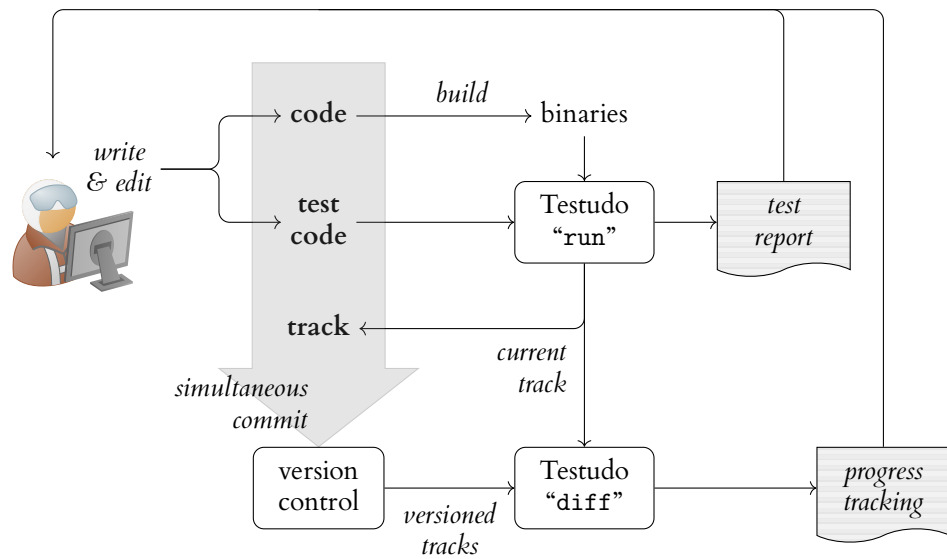 build
code
binaries
write
& edit
test
code
Testudo
“run”
test
report
track
current
track
simultaneous
commit
version
control
Testudo
“diff”
progress
tracking
versioned
tracks